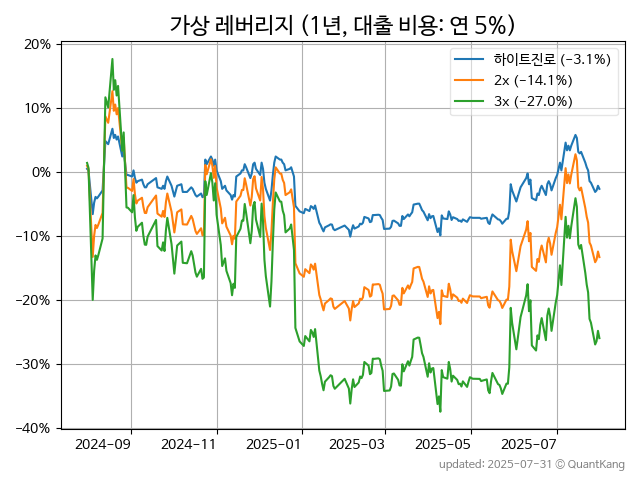 가상 레버리지 (1년, 대출 비용: 연 5%)
하이트진로 (−3.1%)
2x (−14.1%)
3x (−27.0%)
20%
10%
0%
−10%
−20%
−30%
−40%
2024-09 2024-11 2025-01 2025-03 2025-05 2025-07
updated: 2025-07-31 © QuantKang